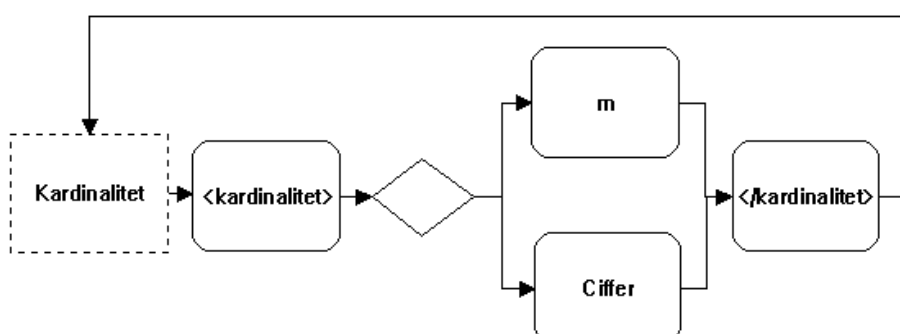 m
Kardinalitet
<kardinalitet>
</kardinalitet>
Ciffer